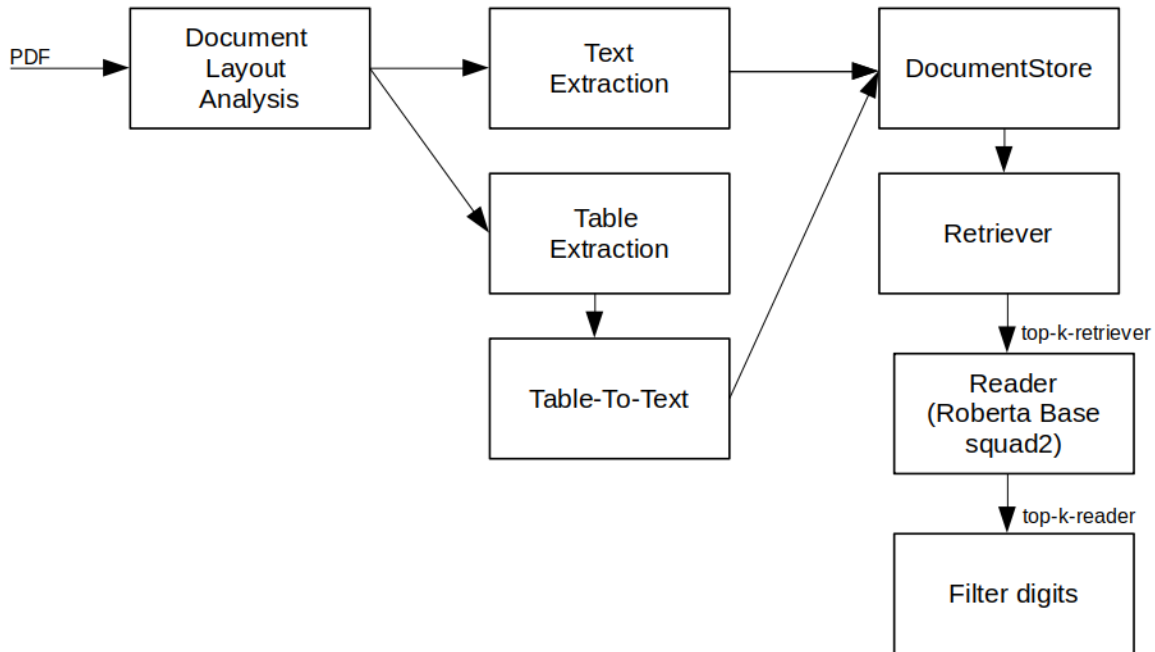 PDF
Document
Layout
Analysis
Text
Extraction
DocumentStore
Table
Extraction
Retriever
top-k-retriever
Table-To-Text
Reader
(Roberta Base
squad2)
top-k-reader
Filter digits